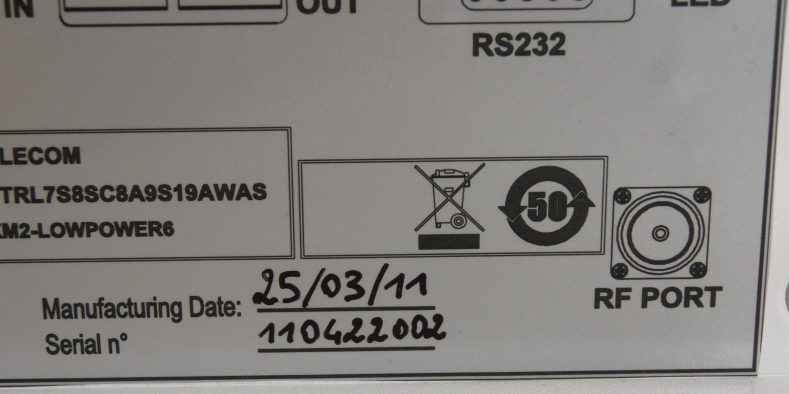 IN
OUT
LED
RS232
LECOM
TRL7S8SC8A9S19AWAS
M2-LOWPOWER6
50
RF PORT
Manufacturing Date: 25/03/11
Serial n° 110422002